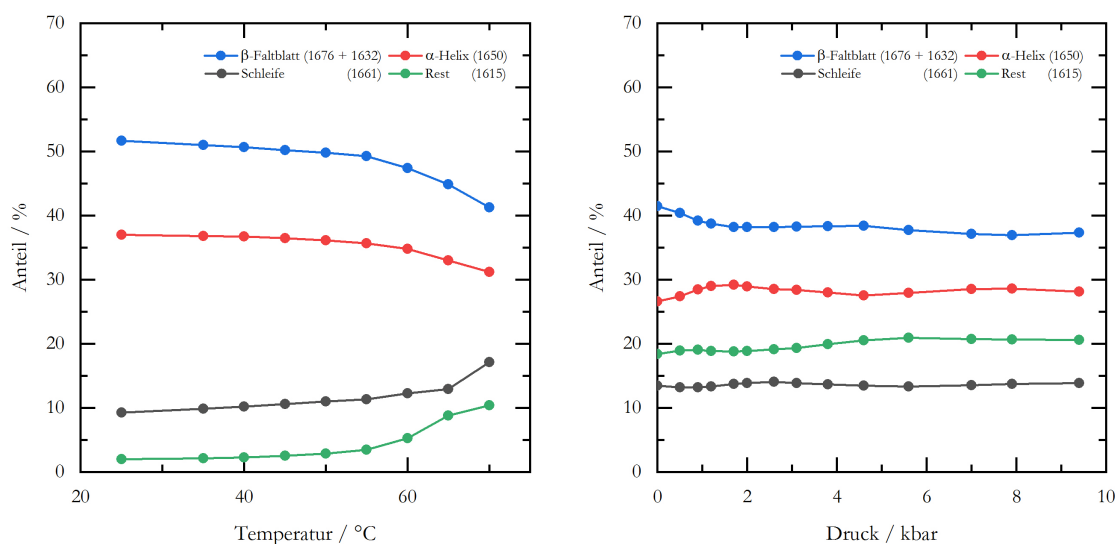 70
60
50
40
30
20
10
0
Anteil / %
β-Faltblatt (1676 + 1632) α-Helix (1650)
Schleife (1661) Rest (1615)
20 40 60
Temperatur / °C
70
60
50
40
30
20
10
0
Anteil / %
β-Faltblatt (1676 + 1632) α-Helix (1650)
Schleife (1661) Rest (1615)
0 2 4 6 8 10
Druck / kbar